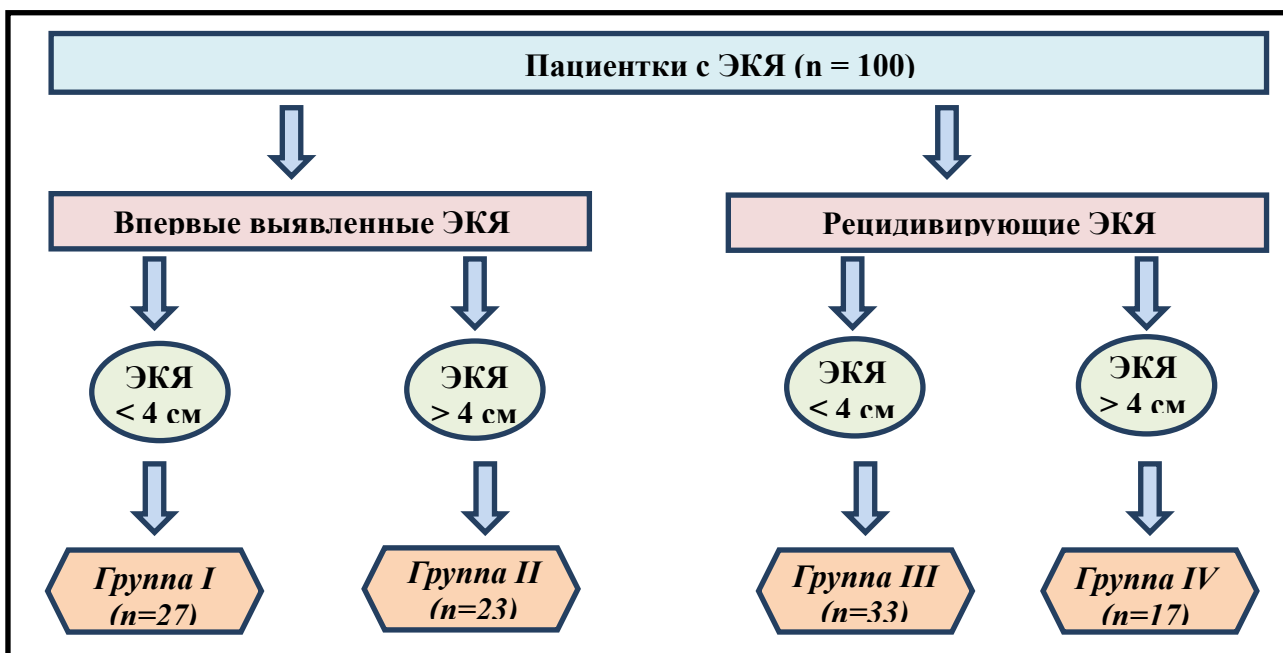 Пациентки с ЭКЯ (n = 100)
Впервые выявленные ЭКЯ
Рецидивирующие ЭКЯ
ЭКЯ
< 4 см
ЭКЯ
> 4 см
ЭКЯ
< 4 см
ЭКЯ
> 4 см
Группа I
(n=27)
Группа II
(n=23)
Группа III
(n=33)
Группа IV
(n=17)